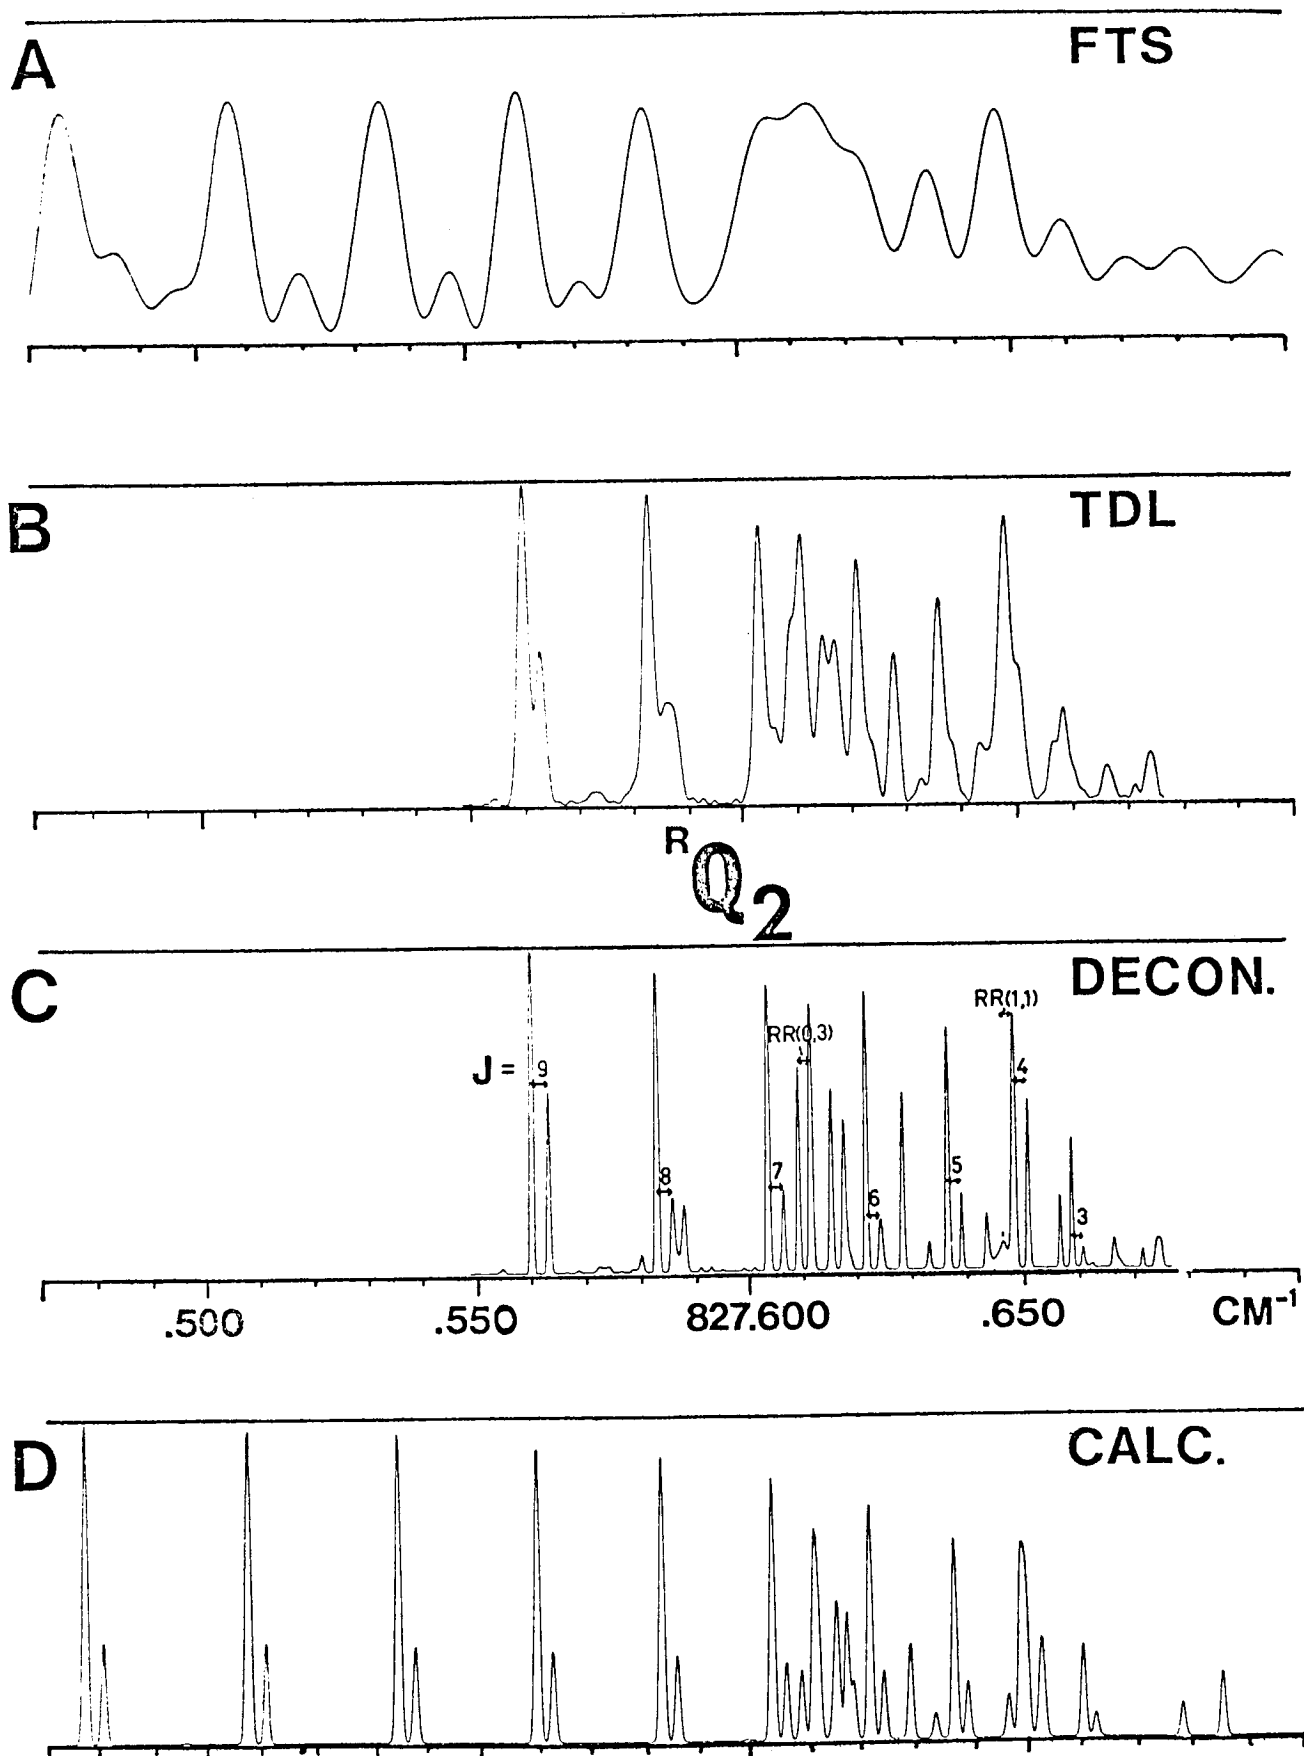 A
FTS
B
TDL
R
Q2
C
DECON.
RR(1,1)
RR(0,3)
J = 9
4
8
7
5
6
3
.500
.550
827.600
.650
CM-1
D
CALC.